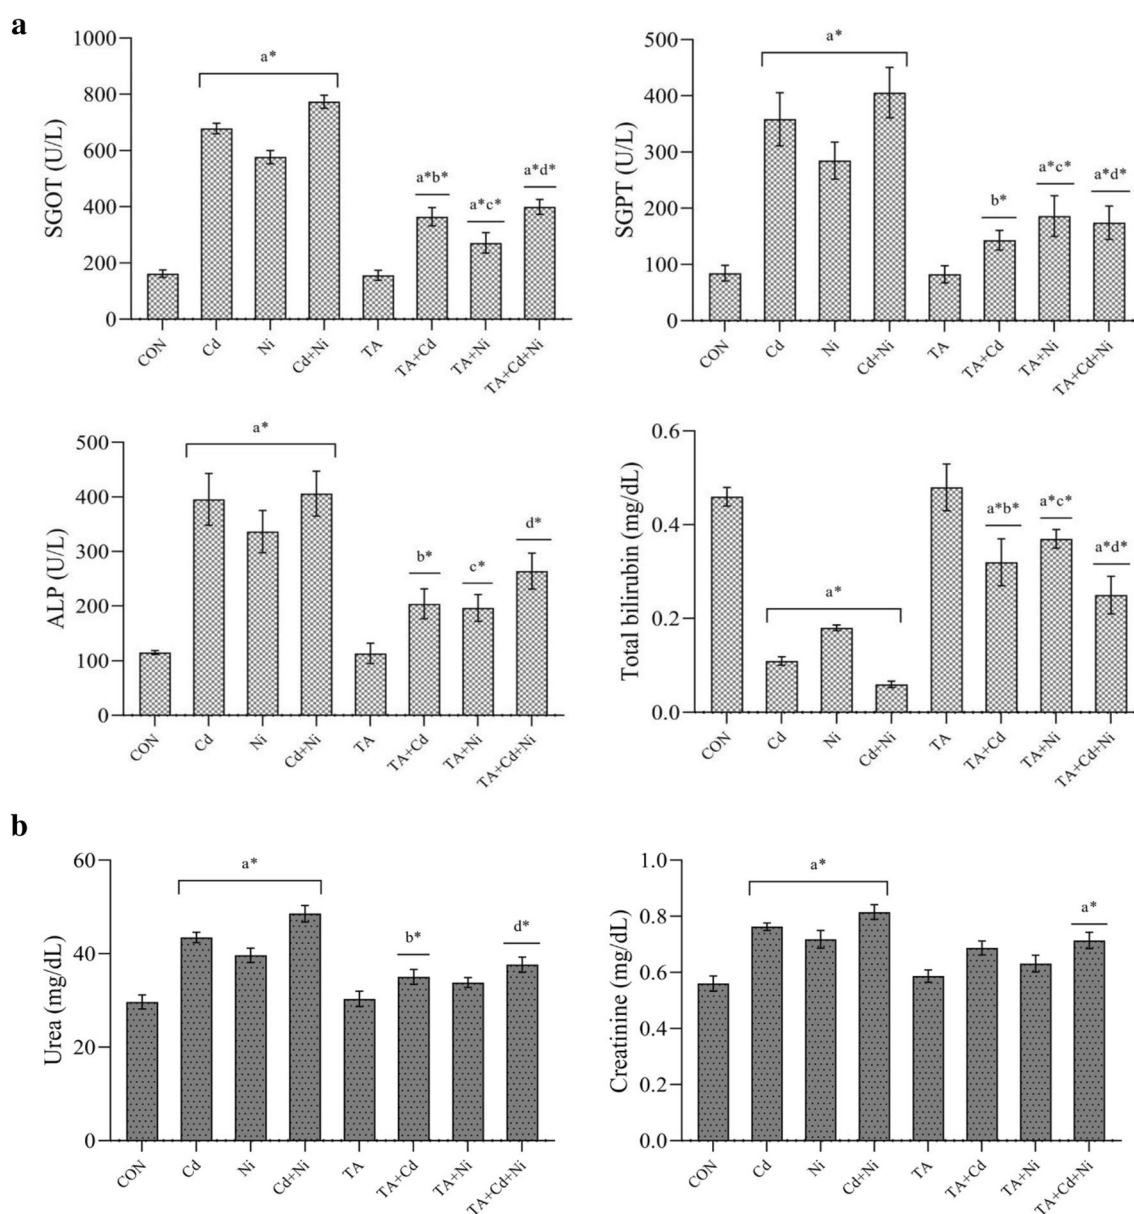 a
SGOT (U/L)
1000
800
600
400
200
0
a*
a*b*
a*c*
a*d*
CON
Cd
Ni
Cd+Ni
TA
TA+Cd
TA+Ni
TA+Cd+Ni
SGPT (U/L)
500
400
300
200
100
0
a*
b*
a*c*
a*d*
CON
Cd
Ni
Cd+Ni
TA
TA+Cd
TA+Ni
TA+Cd+Ni
ALP (U/L)
500
400
300
200
100
0
a*
b*
c*
d*
CON
Cd
Ni
Cd+Ni
TA
TA+Cd
TA+Ni
TA+Cd+Ni
Total bilirubin (mg/dL)
0.6
0.4
0.2
0.0
a*
a*b*
a*c*
a*d*
CON
Cd
Ni
Cd+Ni
TA
TA+Cd
TA+Ni
TA+Cd+Ni
b
Urea (mg/dL)
60
40
20
0
a*
b*
d*
CON
Cd
Ni
Cd+Ni
TA
TA+Cd
TA+Ni
TA+Cd+Ni
Creatinine (mg/dL)
1.0
0.8
0.6
0.4
0.2
0.0
a*
a*
CON
Cd
Ni
Cd+Ni
TA
TA+Cd
TA+Ni
TA+Cd+Ni